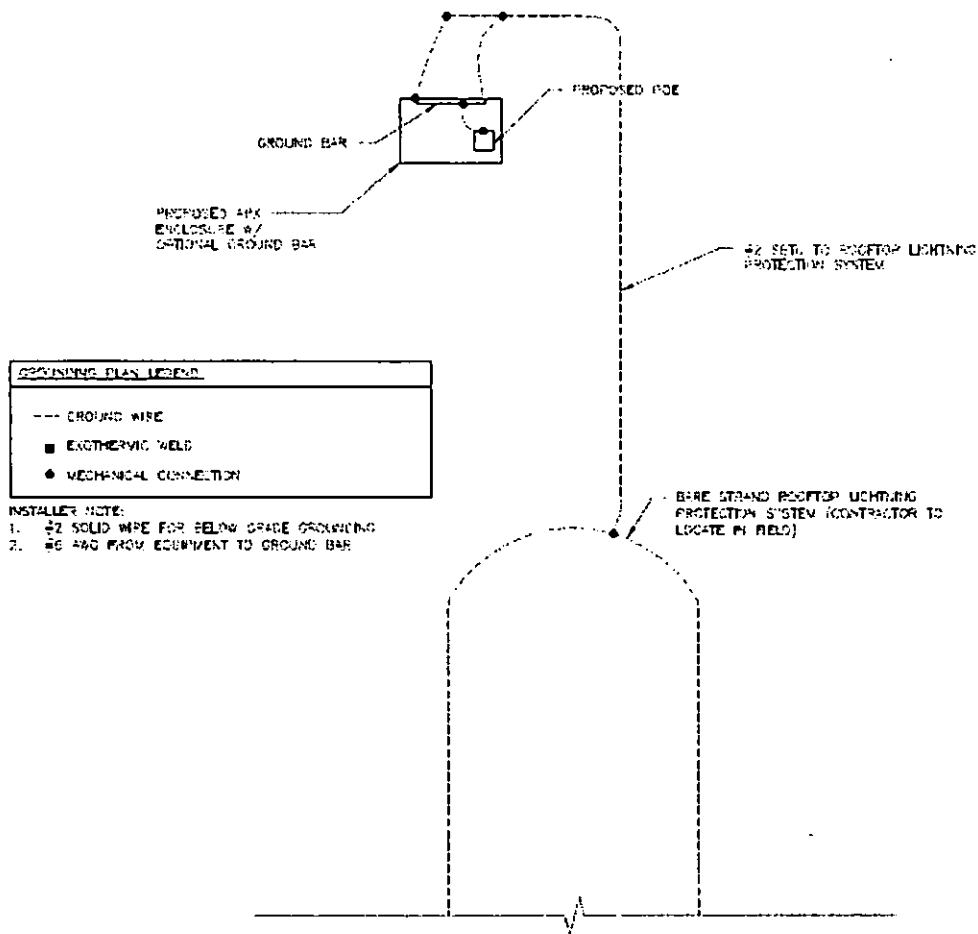 PROPOSED POE
GROUND BAR
PROPOSED
ENCLOSURE W/
OPTIONAL GROUND BAR
#2 TO ROOFTOP LIGHTNING
PROTECTION SYSTEM
GROUNDING PLAN LEGEND
GROUND WIRE
EXOTHERMIC WELD
MECHANICAL CONNECTION
INSTALLER NOTE:
1. #2 SOLID WIRE FOR BELOW GRADE GROUNDING
2. #6 AWG FROM EQUIPMENT TO GROUND BAR
BARE STRAND ROOFTOP LIGHTNING
PROTECTION SYSTEM (CONTRACTOR TO
LOCATE IN FIELD)